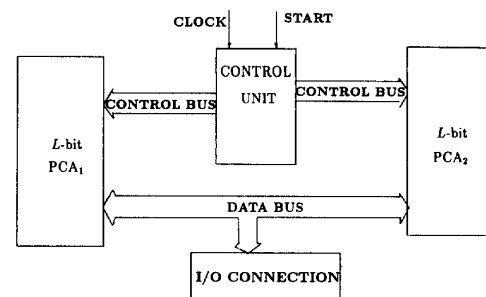 CLOCK
START
CONTROL
UNIT
CONTROL BUS
CONTROL BUS
L-bit
PCA₁
L-bit
PCA₂
DATA BUS
I/O CONNECTION